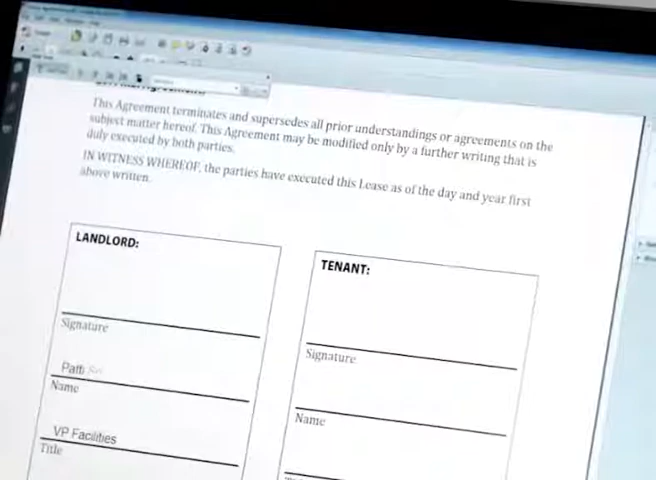 This Agreement terminates and supersedes all prior understandings or agreements on the
subject matter hereof. This Agreement may be modified only by a further writing that is
duly executed by both parties.
IN WITNESS WHEREOF, the parties have executed this Lease as of the day and year first
above written.
LANDLORD:
TENANT:
Signature
Signature
Patti
Name
Name
VP Facilities
Title